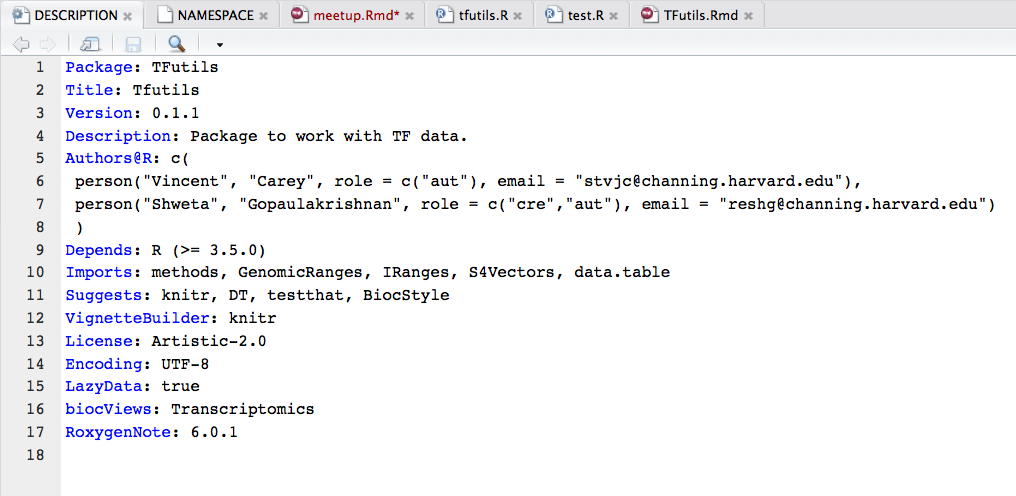 DESCRIPTION NAMESPACE meetup.Rmd* tfutils.R test.R TFutils.Rmd
1 Package: TFutils
2 Title: Tfutils
3 Version: 0.1.1
4 Description: Package to work with TF data.
5 Authors@R: c(
6 person("Vincent", "Carey", role = c("aut"), email = "stvjc@channing.harvard.edu"),
7 person("Shweta", "Gopaulakrishnan", role = c("cre","aut"), email = "reshg@channing.harvard.edu")
8 )
9 Depends: R (>= 3.5.0)
10 Imports: methods, GenomicRanges, IRanges, S4Vectors, data.table
11 Suggests: knitr, DT, testthat, BiocStyle
12 VignetteBuilder: knitr
13 License: Artistic-2.0
14 Encoding: UTF-8
15 LazyData: true
16 biocViews: Transcriptomics
17 RoxygenNote: 6.0.1
18